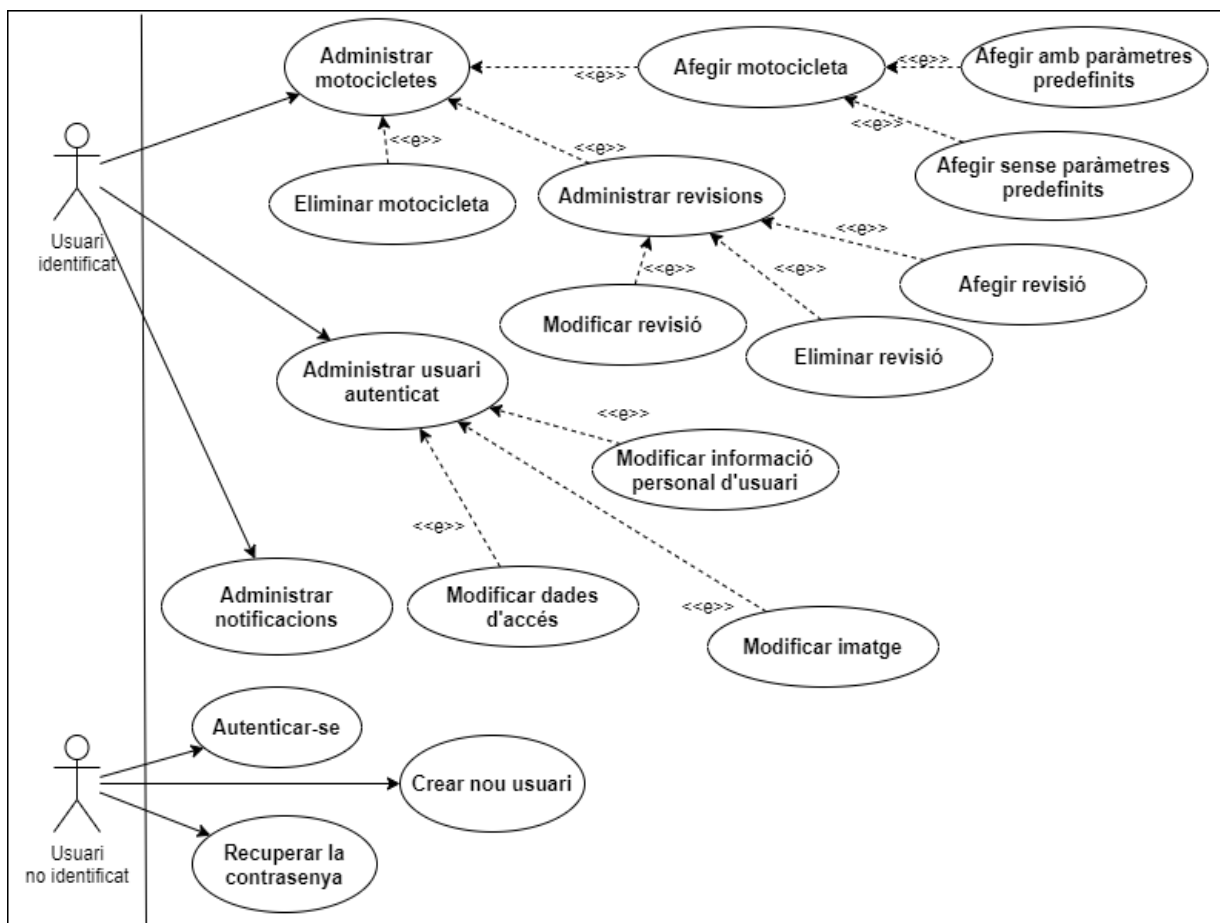 Administrar
motocicletes
<<e>>
Afegir motocicleta
<<e>>
Afegir amb paràmetres
predefinits
<<e>>
Afegir sense paràmetres
predefinits
<<e>>
Eliminar motocicleta
<<e>>
Administrar revisions
Usuari
identificat
<<e>>
Modificar revisió
<<e>>
Eliminar revisió
<<e>>
Afegir revisió
Administrar usuari
autenticat
<<e>>
Modificar informació
personal d'usuari
<<e>>
Modificar dades
d'accés
<<e>>
Modificar imatge
Administrar
notificacions
Autenticar-se
Crear nou usuari
Recuperar la
contrasenya
Usuari
no identificat